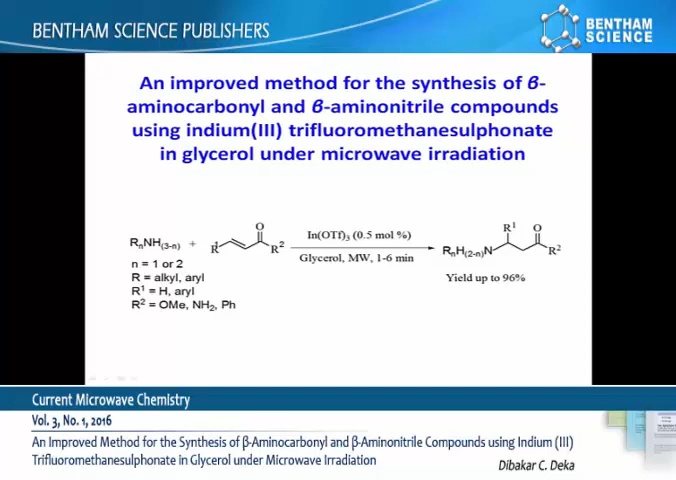 BENTHAM SCIENCE PUBLISHERS
BENTHAM
SCIENCE
An improved method for the synthesis of β-
aminocarbonyl and β-aminonitrile compounds
using indium(III) trifluoromethanesulphonate
in glycerol under microwave irradiation
RₙNH₍₃₋ₙ₎ + R¹ O R² In(OTf)₃ (0.5 mol %) RₙH₍₂₋ₙ₎N R¹ O R²
Glycerol, MW, 1-6 min
n = 1 or 2
R = alkyl, aryl
R¹ = H, aryl
R² = OMe, NH₂, Ph
Yield up to 96%
Current Microwave Chemistry
Vol. 3, No. 1, 2016
An Improved Method for the Synthesis of β-Aminocarbonyl and β-Aminonitrile Compounds using Indium (III)
Trifluoromethanesulphonate in Glycerol under Microwave Irradiation
Dibakar C. Deka